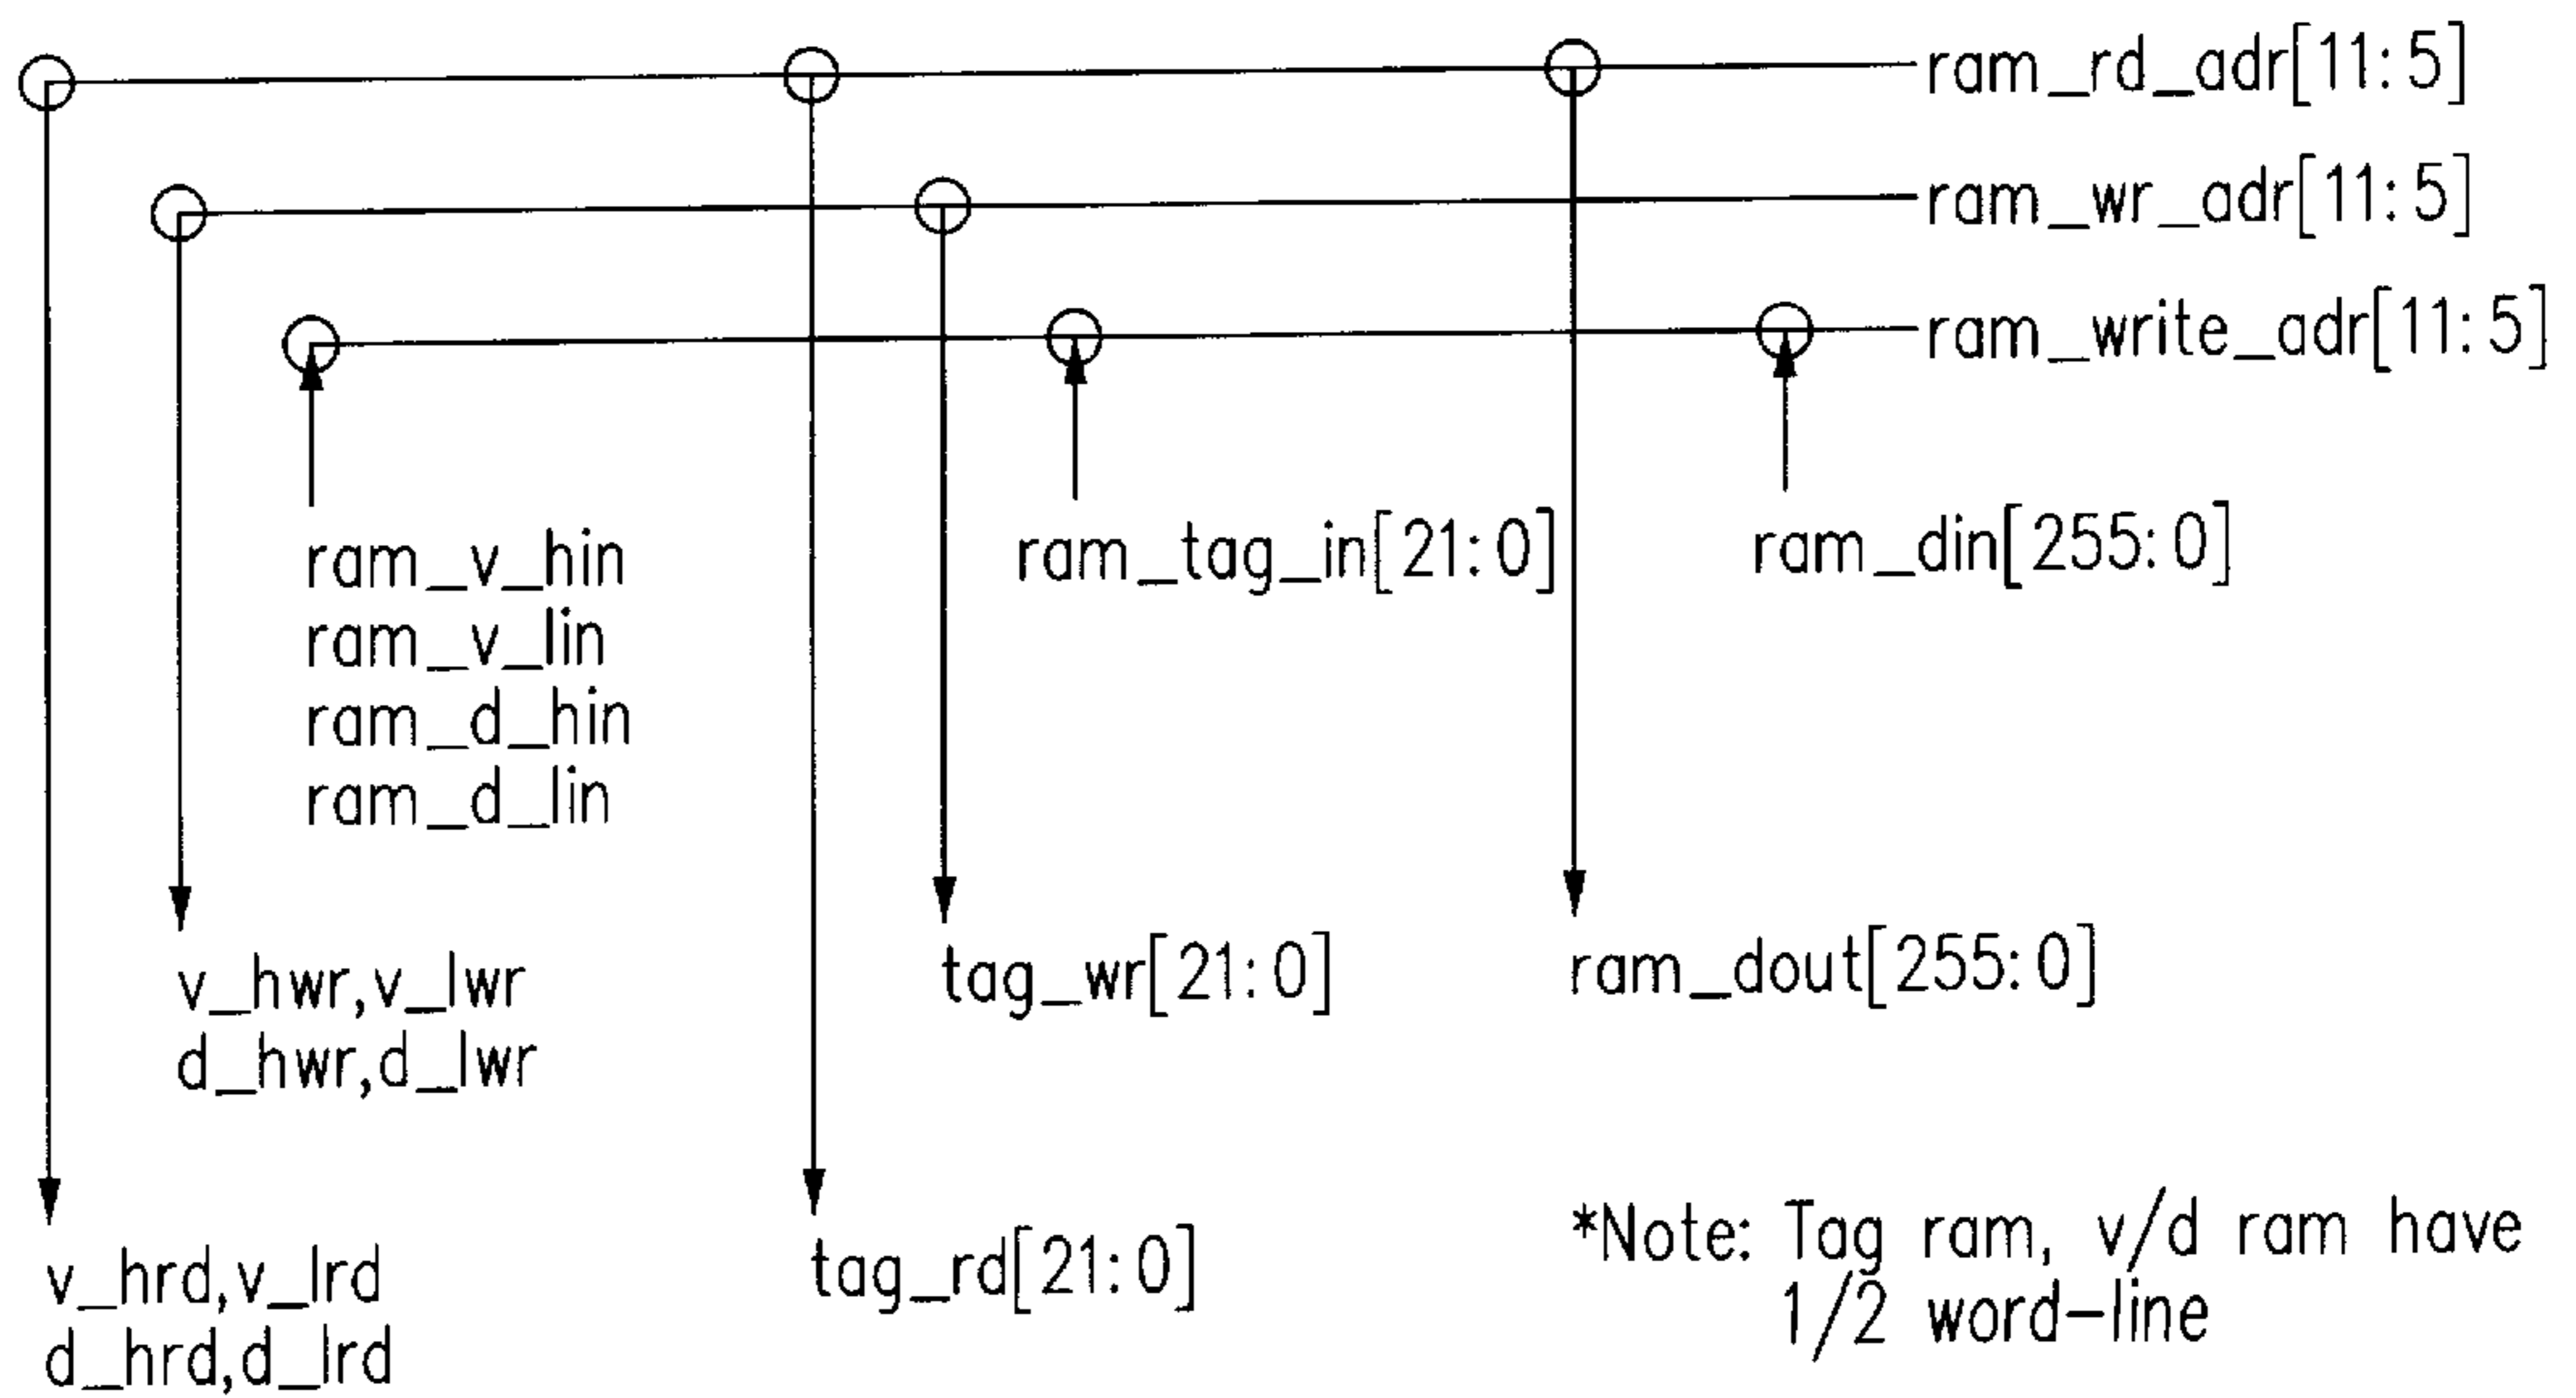 ram_rd_adr[11:5]
ram_wr_adr[11:5]
ram_write_adr[11:5]
ram_v_hin
ram_v_lin
ram_d_hin
ram_d_lin
ram_tag_in[21:0]
ram_din[255:0]
v_hwr,v_lwr
d_hwr,d_lwr
tag_wr[21:0]
ram_dout[255:0]
v_hrd,v_lrd
d_hrd,d_lrd
tag_rd[21:0]
*Note: Tag ram, v/d ram have
1/2 word-line